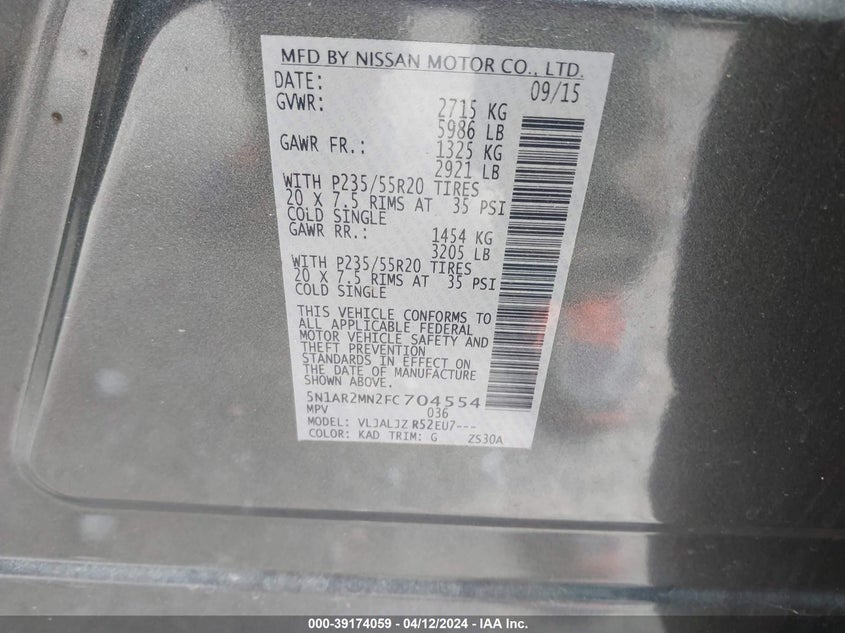 MFD BY NISSAN MOTOR CO., LTD.
DATE: 09/15
GVWR: 2715 KG
5986 LB
GAWR FR.: 1325 KG
2921 LB
WITH P235/55R20 TIRES
20 X 7.5 RIMS AT 35 PSI
COLD SINGLE
GAWR RR.: 1454 KG
3205 LB
WITH P235/55R20 TIRES
20 X 7.5 RIMS AT 35 PSI
COLD SINGLE
THIS VEHICLE CONFORMS TO
ALL APPLICABLE FEDERAL
MOTOR VEHICLE SAFETY AND
THEFT PREVENTION
STANDARDS IN EFFECT ON
THE DATE OF MANUFACTURE
SHOWN ABOVE.
5N1AR2MN2FC704554
MPV 036
MODEL: VLJALJZ R52EU7---
COLOR: KAD TRIM: G ZS30A
000-39174059 - 04/12/2024 - IAA Inc.